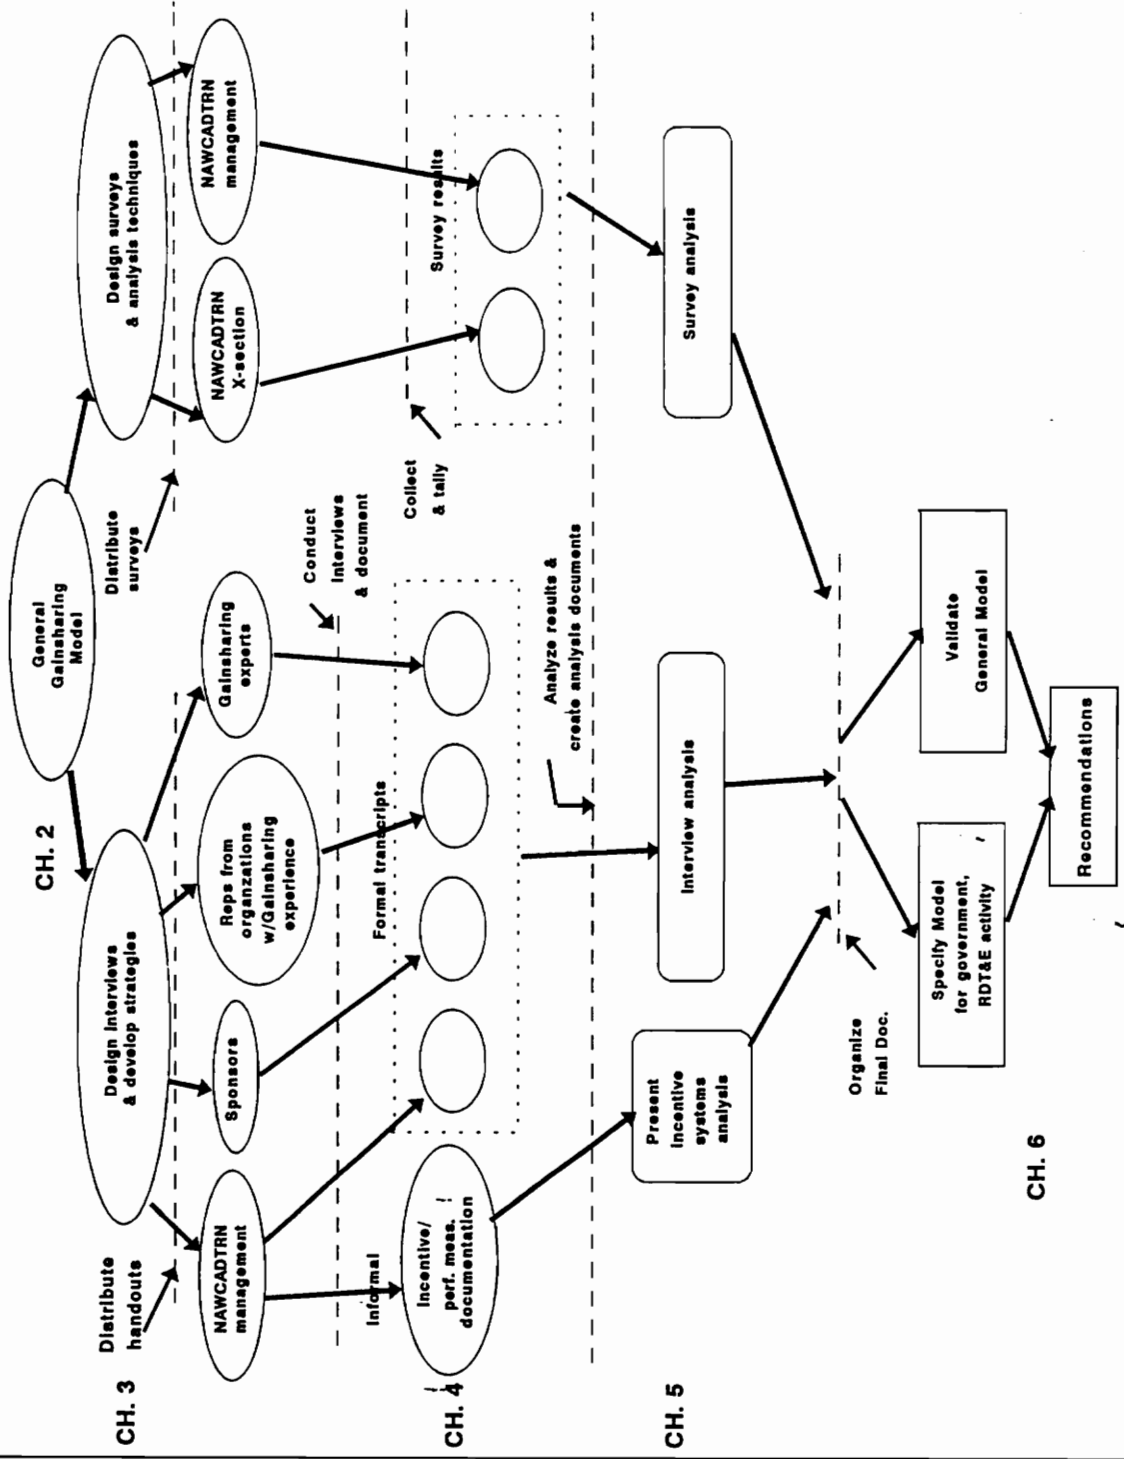 CH. 2
General
Gainsharing
Model
CH. 3
Design interviews
& develop strategies
Design surveys
& analysis techniques
Distribute
handouts
Distribute
surveys
NAWCADTRN
management
Sponsors
Reps from
organzations
w/Gainsharing
experience
Gainsharing
experts
NAWCADTRN
X-section
NAWCADTRN
management
Conduct
Interviews
& document
Informal
Formal transcripts
Collect
& tally
Survey results
CH. 4
Incentive/
perf. meas.
documentation
Analyze results &
create analysis documents
CH. 5
Present
Incentive
systems
analysis
Interview analysis
Survey analysis
Organize
Final Doc.
CH. 6
Specify Model
for government,
RDT&E activity
Validate
General Model
Recommendations